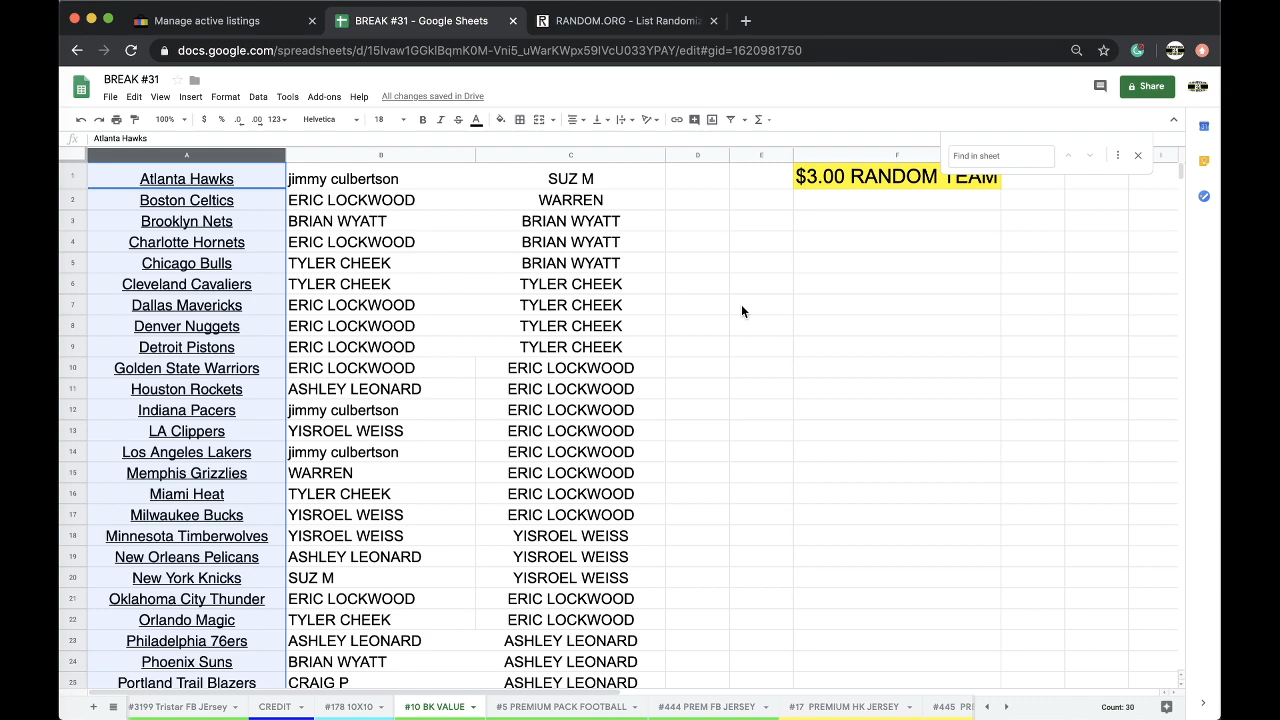 Manage active listings
BREAK #31 - Google Sheets
RANDOM.ORG - List Randomi
docs.google.com/spreadsheets/d/15Ivaw1GGklBqmK0M-Vni5_uWarKWpx59IVcU033YPAY/edit#gid=1620981750
BREAK #31
File Edit View Insert Format Data Tools Add-ons Help All changes saved in Drive
Share
100% $ % .0 .00 123 Helvetica 18 B I S A
fx Atlanta Hawks
Find in sheet
A B C D E F I
1 Atlanta Hawks jimmy culbertson SUZ M $3.00 RANDOM TEAM
2 Boston Celtics ERIC LOCKWOOD WARREN
3 Brooklyn Nets BRIAN WYATT BRIAN WYATT
4 Charlotte Hornets ERIC LOCKWOOD BRIAN WYATT
5 Chicago Bulls TYLER CHEEK BRIAN WYATT
6 Cleveland Cavaliers TYLER CHEEK TYLER CHEEK
7 Dallas Mavericks ERIC LOCKWOOD TYLER CHEEK
8 Denver Nuggets ERIC LOCKWOOD TYLER CHEEK
9 Detroit Pistons ERIC LOCKWOOD TYLER CHEEK
10 Golden State Warriors ERIC LOCKWOOD ERIC LOCKWOOD
11 Houston Rockets ASHLEY LEONARD ERIC LOCKWOOD
12 Indiana Pacers jimmy culbertson ERIC LOCKWOOD
13 LA Clippers YISROEL WEISS ERIC LOCKWOOD
14 Los Angeles Lakers jimmy culbertson ERIC LOCKWOOD
15 Memphis Grizzlies WARREN ERIC LOCKWOOD
16 Miami Heat TYLER CHEEK ERIC LOCKWOOD
17 Milwaukee Bucks YISROEL WEISS ERIC LOCKWOOD
18 Minnesota Timberwolves YISROEL WEISS YISROEL WEISS
19 New Orleans Pelicans ASHLEY LEONARD YISROEL WEISS
20 New York Knicks SUZ M YISROEL WEISS
21 Oklahoma City Thunder ERIC LOCKWOOD ERIC LOCKWOOD
22 Orlando Magic TYLER CHEEK ERIC LOCKWOOD
23 Philadelphia 76ers ASHLEY LEONARD ASHLEY LEONARD
24 Phoenix Suns BRIAN WYATT ASHLEY LEONARD
25 Portland Trail Blazers CRAIG P ASHLEY LEONARD
#3199 Tristar FB JErsey CREDIT #178 10X10 #10 BK VALUE #5 PREMIUM PACK FOOTBALL #444 PREM FB JERSEY #17 PREMIUM HK JERSEY #445 PRE Count: 30